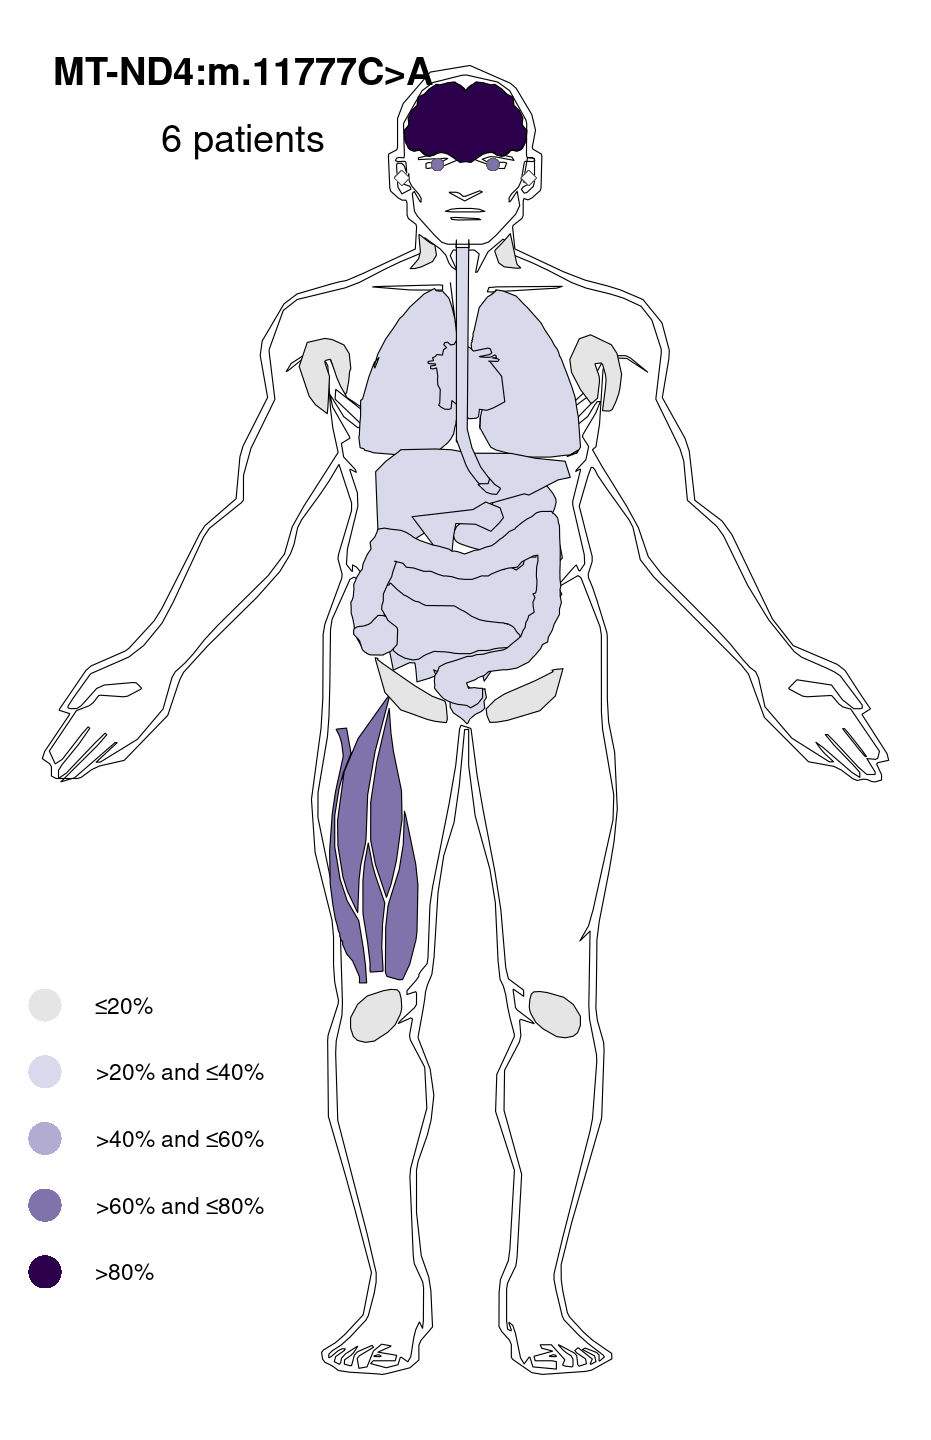 MT-ND4:m.11777C>A
6 patients
≤20%
>20% and ≤40%
>40% and ≤60%
>60% and ≤80%
>80%